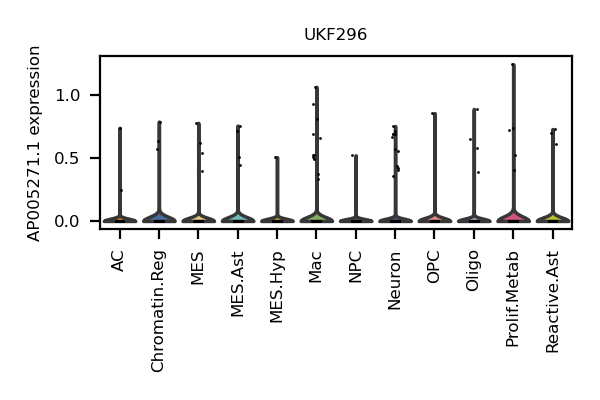 UKF296
AP005271.1 expression
1.0
0.5
0.0
AC
Chromatin.Reg
MES
MES.Ast
MES.Hyp
Mac
NPC
Neuron
OPC
Oligo
Prolif.Metab
Reactive.Ast